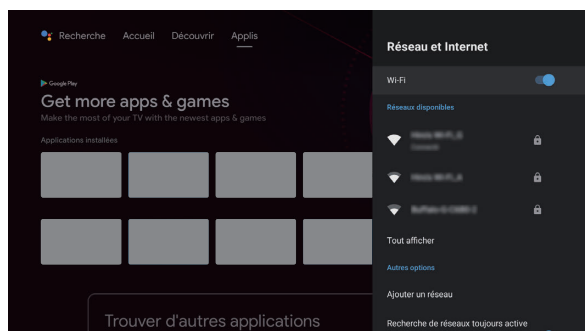 Recherche Accueil Découvrir Applis
Google Play
Get more apps & games
Make the most of your TV with the newest apps & games
Applications installées
Trouver d'autres applications
Réseau et Internet
Wi-Fi
Réseaux disponibles
Tout afficher
Autres options
Ajouter un réseau
Recherche de réseaux toujours active